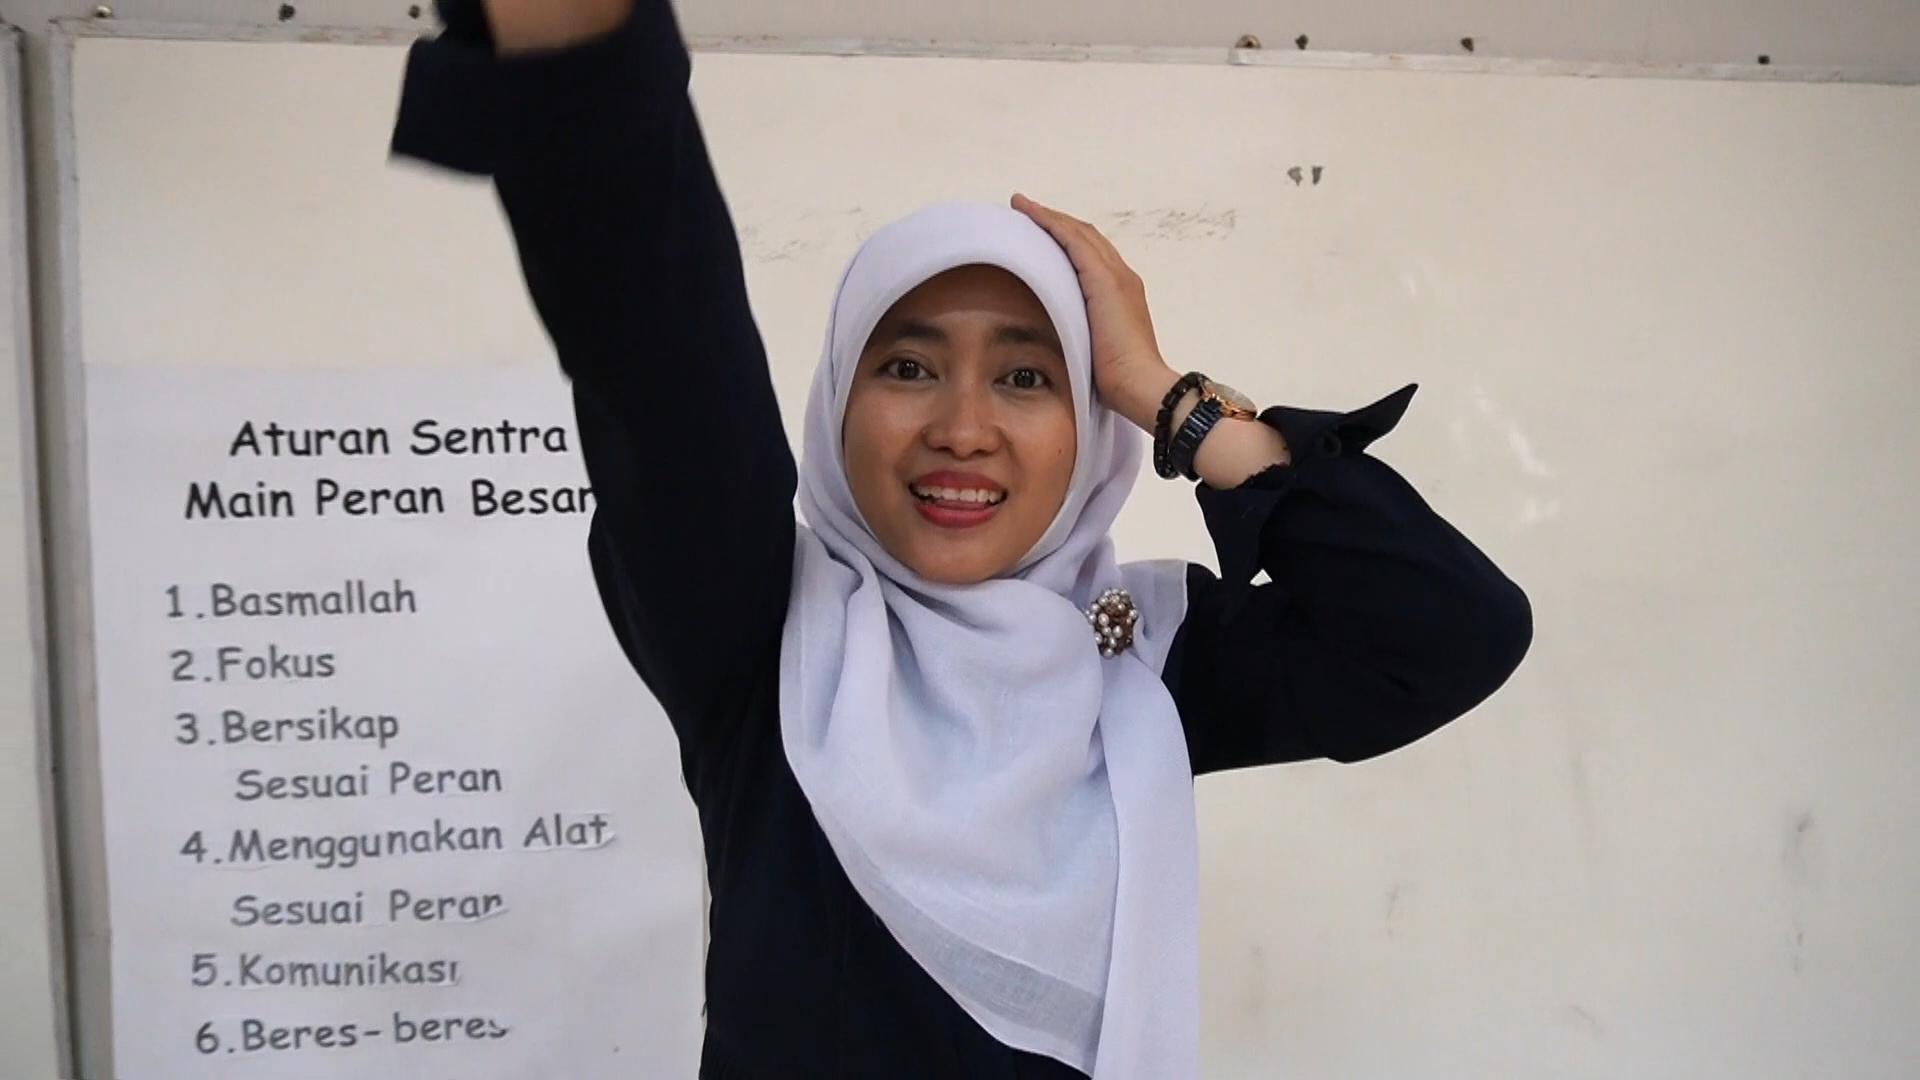 Aturan Sentra
Main Peran Besar
1.Basmallah
2.Fokus
3.Bersikap
Sesuai Peran
4.Menggunakan Alat
Sesuai Peran
5.Komunikasi
6.Beres-beres